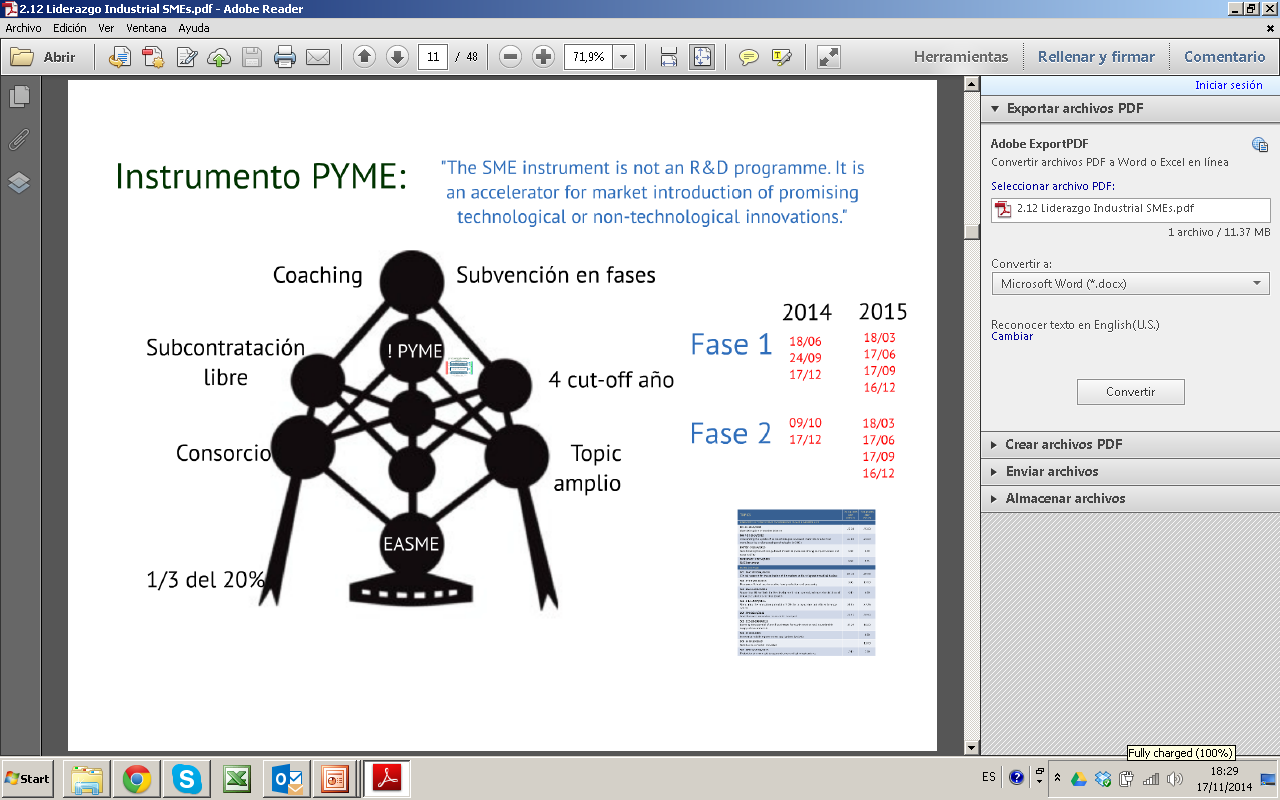 2.12 Liderazgo Industrial SMEs.pdf - Adobe Reader
Archivo Edición Ver Ventana Ayuda
Abrir 11 / 48 71,9% Herramientas Rellenar y firmar Comentario
Iniciar sesión
Exportar archivos PDF
Adobe ExportPDF
Convertir archivos PDF a Word o Excel en línea
Seleccionar archivo PDF:
2.12 Liderazgo Industrial SMEs.pdf
1 archivo / 11.37 MB
Convertir a:
Microsoft Word (*.docx)
Reconocer texto en English(U.S.)
Cambiar
Convertir
Crear archivos PDF
Enviar archivos
Almacenar archivos
Instrumento PYME:
"The SME instrument is not an R&D programme. It is
an accelerator for market introduction of promising
technological or non-technological innovations."
Coaching
Subvención en fases
Subcontratación
libre
! PYME
4 cut-off año
Consorcio
Topic
amplio
EASME
1/3 del 20%
2014 2015
Fase 1
18/06
24/09
17/12
18/03
17/06
17/09
16/12
Fase 2
09/10
17/12
18/03
17/06
17/09
16/12
Fully charged (100%)
Start
ES
18:29
17/11/2014